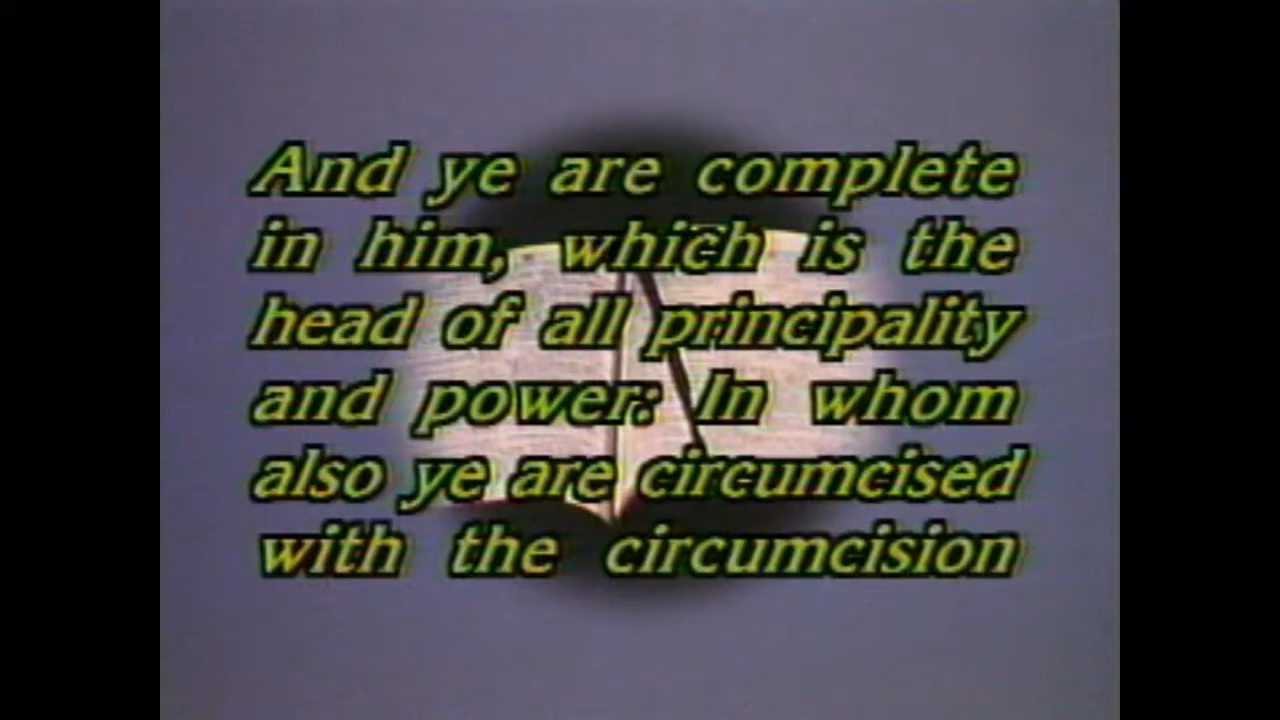 And ye are complete
in him, which is the
head of all principality
and power: In whom
also ye are circumcised
with the circumcision